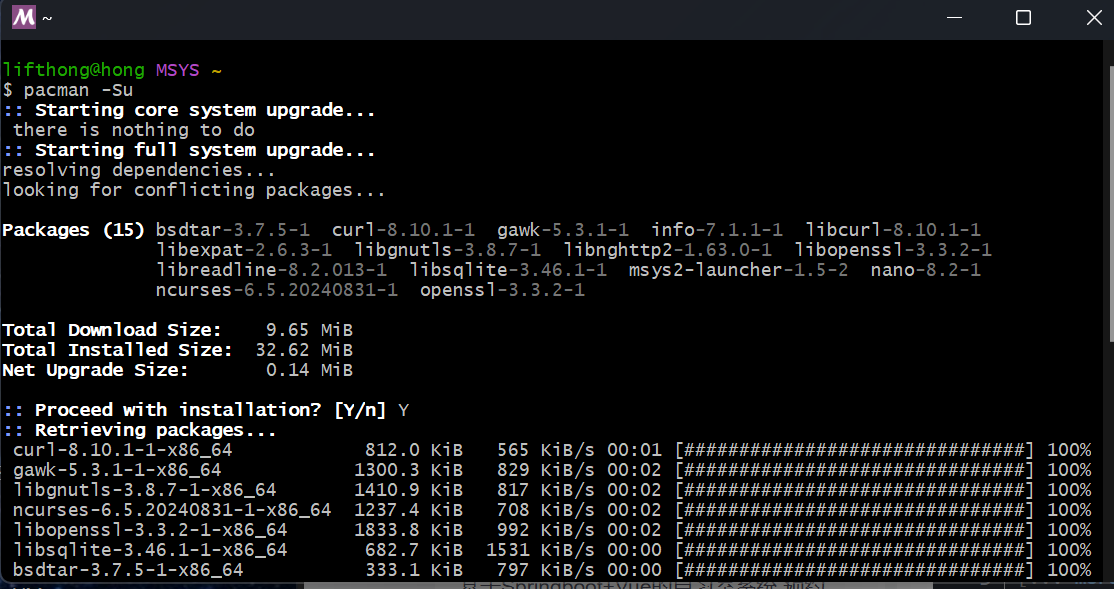 M ~
lifthong@hong MSYS ~
$ pacman -Su
:: Starting core system upgrade...
 there is nothing to do
:: Starting full system upgrade...
resolving dependencies...
looking for conflicting packages...
Packages (15) bsdtar-3.7.5-1  curl-8.10.1-1  gawk-5.3.1-1  info-7.1.1-1  libcurl-8.10.1-1
              libexpat-2.6.3-1  libgnutls-3.8.7-1  libnghttp2-1.63.0-1  libopenssl-3.3.2-1
              libreadline-8.2.013-1  libsqlite-3.46.1-1  msys2-launcher-1.5-2  nano-8.2-1
              ncurses-6.5.20240831-1  openssl-3.3.2-1
Total Download Size:    9.65 MiB
Total Installed Size:  32.62 MiB
Net Upgrade Size:       0.14 MiB
:: Proceed with installation? [Y/n] Y
:: Retrieving packages...
 curl-8.10.1-1-x86_64            812.0 KiB   565 KiB/s 00:01 [###############################] 100%
 gawk-5.3.1-1-x86_64            1300.3 KiB   829 KiB/s 00:02 [###############################] 100%
 libgnutls-3.8.7-1-x86_64       1410.9 KiB   817 KiB/s 00:02 [###############################] 100%
 ncurses-6.5.20240831-1-x86_64  1237.4 KiB   708 KiB/s 00:02 [###############################] 100%
 libopenssl-3.3.2-1-x86_64      1833.8 KiB   992 KiB/s 00:02 [###############################] 100%
 libsqlite-3.46.1-1-x86_64       682.7 KiB  1531 KiB/s 00:00 [###############################] 100%
 bsdtar-3.7.5-1-x86_64           333.1 KiB   797 KiB/s 00:00 [###############################] 100%